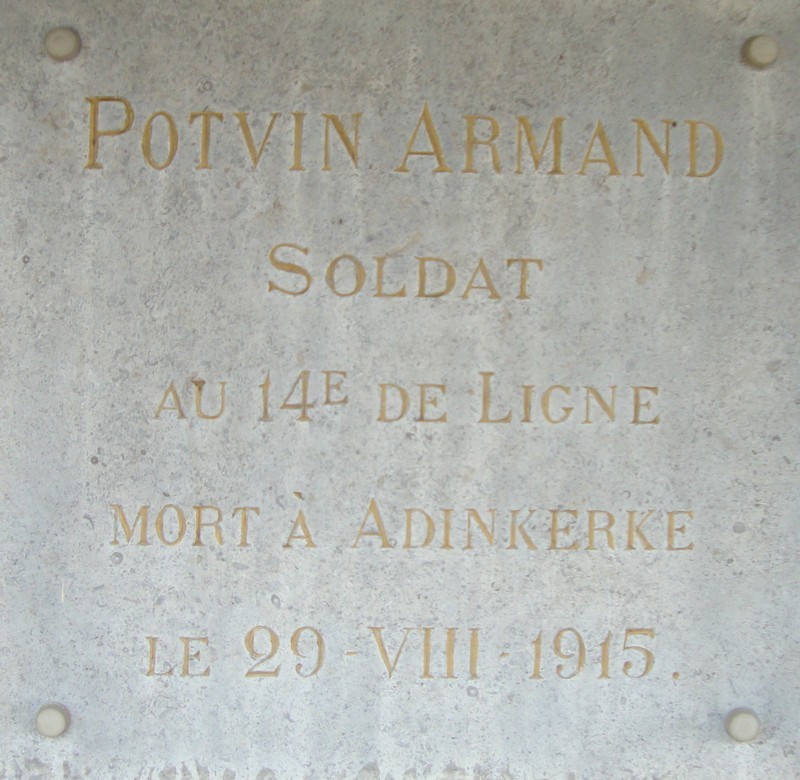 POTVIN ARMAND
SOLDAT
AU 14E DE LIGNE
MORT À ADINKERKE
LE 29-VIII-1915.